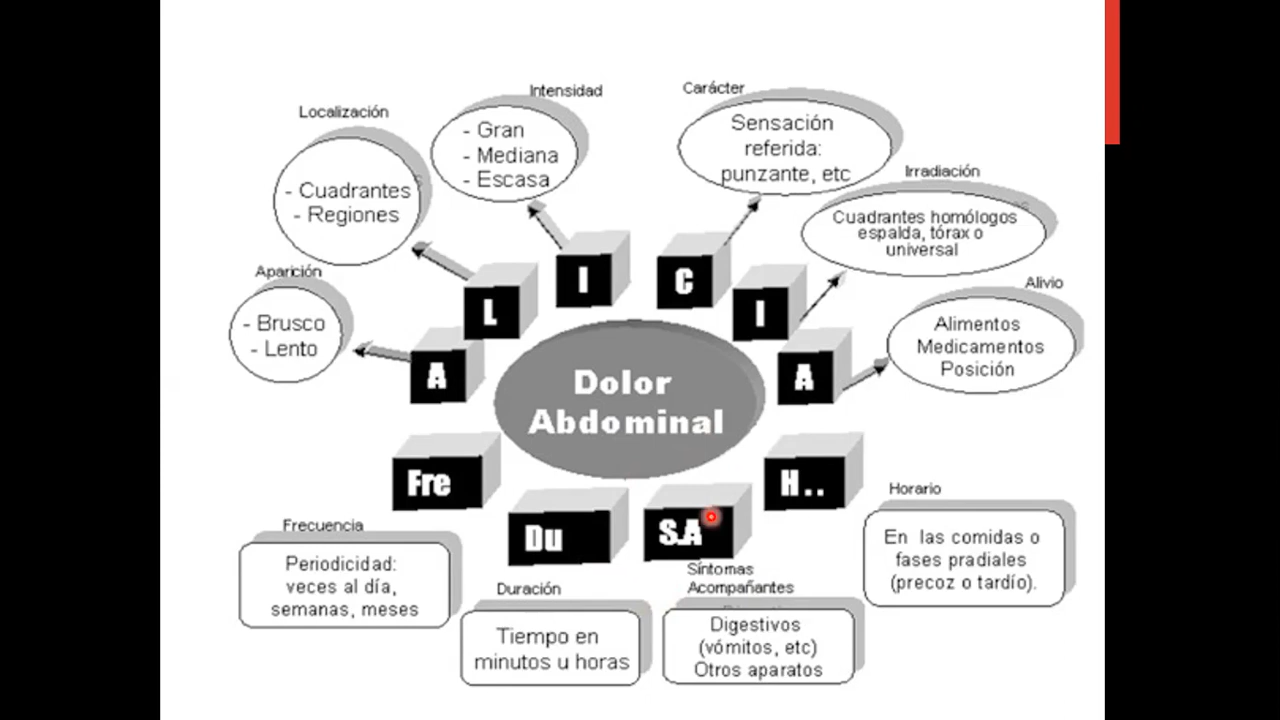 Localización
- Cuadrantes
- Regiones
Intensidad
- Gran
- Mediana
- Escasa
Carácter
Sensación
referida:
punzante, etc
Irradiación
Cuadrantes homólogos
espalda, tórax o
universal
Aparición
- Brusco
- Lento
Alivio
Alimentos
Medicamentos
Posición
A
L
I
C
I
A
Dolor
Abdominal
Fre
Du
S.A
H..
Frecuencia
Periodicidad:
veces al día,
semanas, meses
Duración
Tiempo en
minutos u horas
Síntomas
Acompañantes
Digestivos
(vómitos, etc)
Otros aparatos
Horario
En las comidas o
fases pradiales
(precoz o tardío).